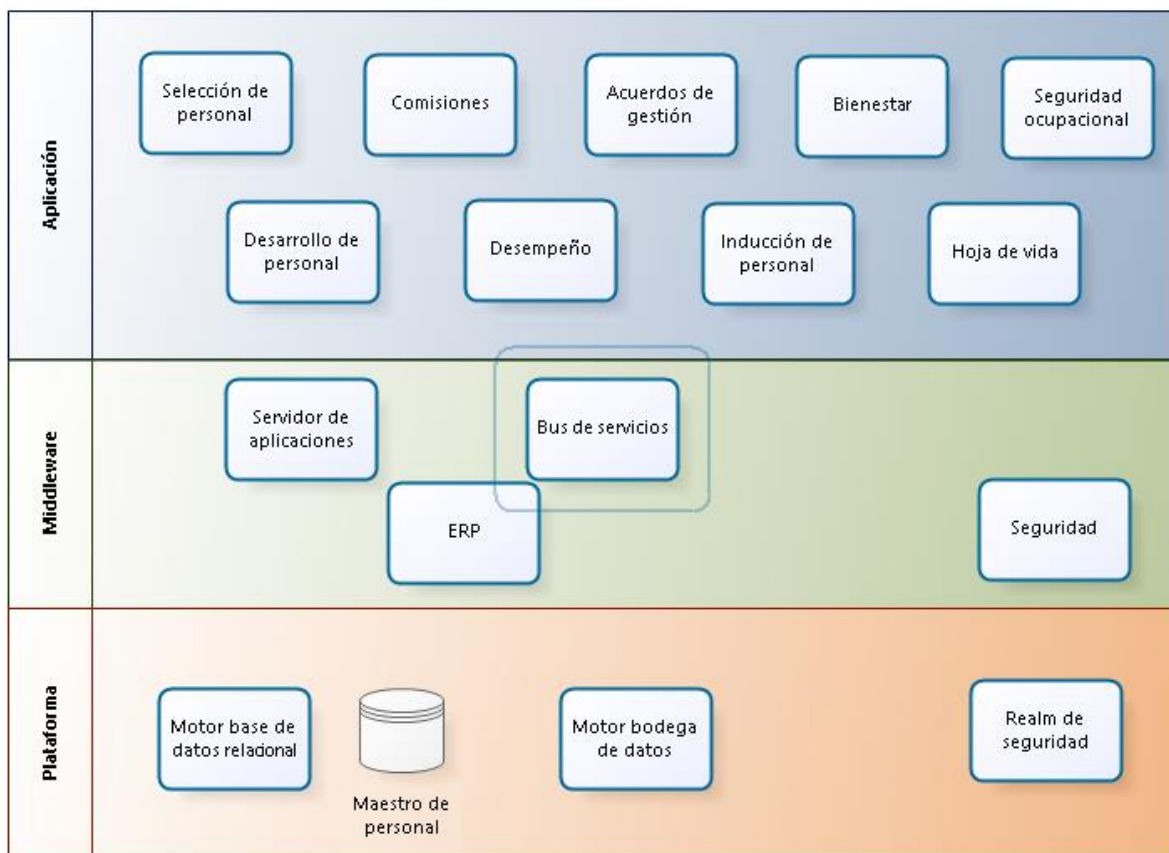 Aplicación
Selección de
personal
Comisiones
Acuerdos de
gestión
Bienestar
Seguridad
ocupacional
Desarrollo de
personal
Desempeño
Inducción de
personal
Hoja de vida
Middleware
Servidor de
aplicaciones
Bus de servicios
ERP
Seguridad
Plataforma
Motor base de
datos relacional
Maestro de
personal
Motor bodega
de datos
Realm de
seguridad